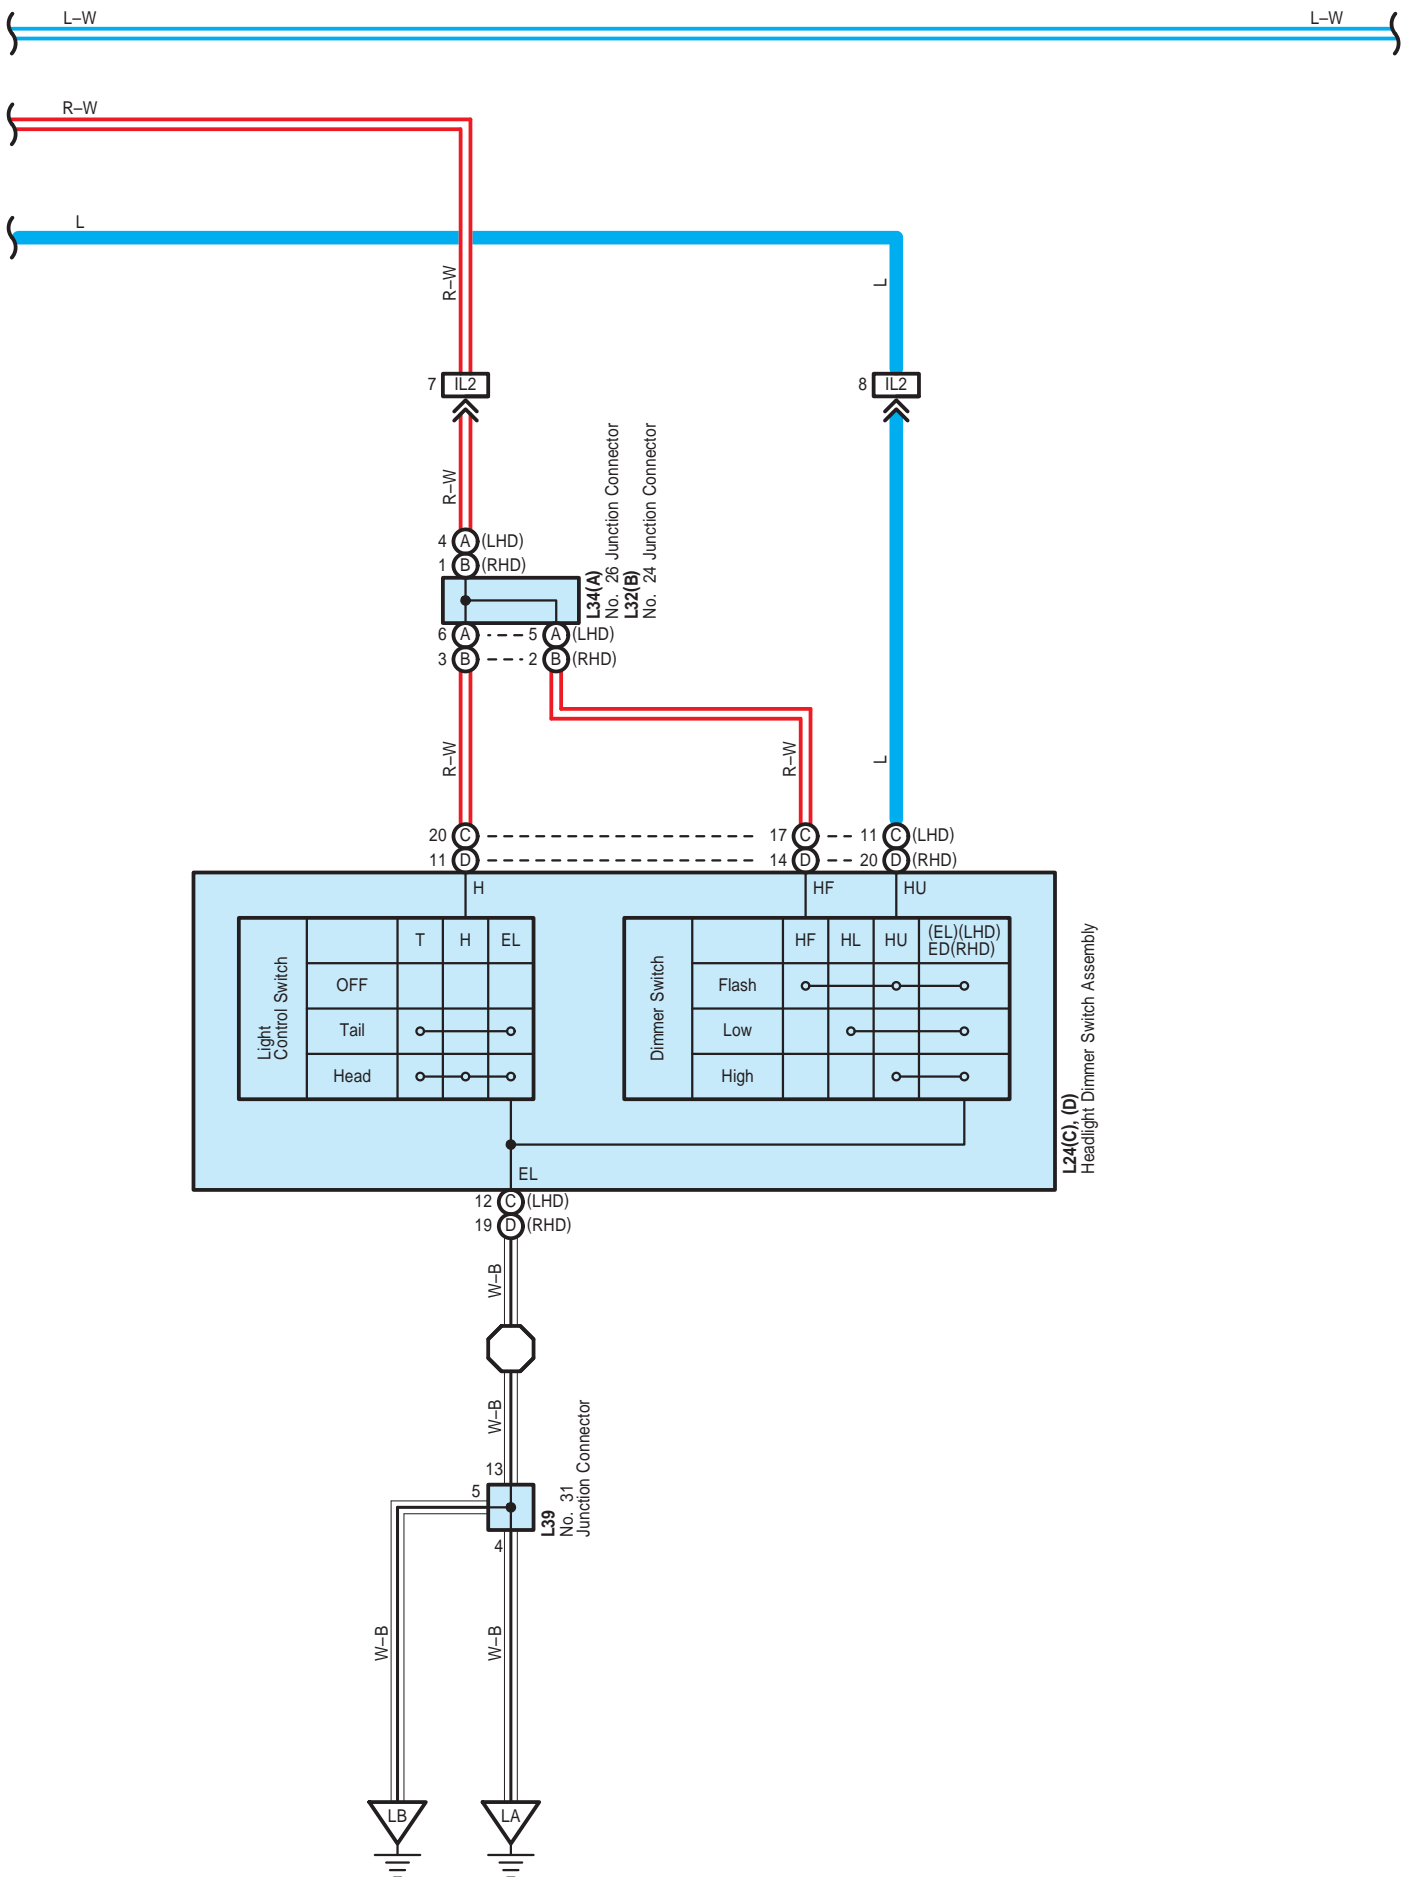 L–W
L–W
R–W
L
R–W
L
7 IL2
8 IL2
R–W
4 A (LHD)
1 B (RHD)
L34(A)
No. 26 Junction Connector
L32(B)
No. 24 Junction Connector
6 A 5 A (LHD)
3 B 2 B (RHD)
R–W
R–W
L
20 C 17 C 11 C (LHD)
11 D 14 D 20 D (RHD)
H
HF
HU
Light
Control Switch
T H EL
OFF
Tail
Head
Dimmer Switch
HF HL HU (EL)(LHD)
ED(RHD)
Flash
Low
High
L24(C), (D)
Headlight Dimmer Switch Assembly
EL
12 C (LHD)
19 D (RHD)
W–B
W–B
13
5
4
L39
No. 31
Junction Connector
W–B
W–B
LB
LA